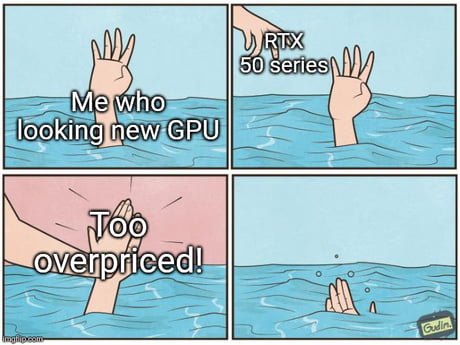 Me who
looking new GPU
RTX
50 series
Too
overpriced!
imgflip.com
Gudim.